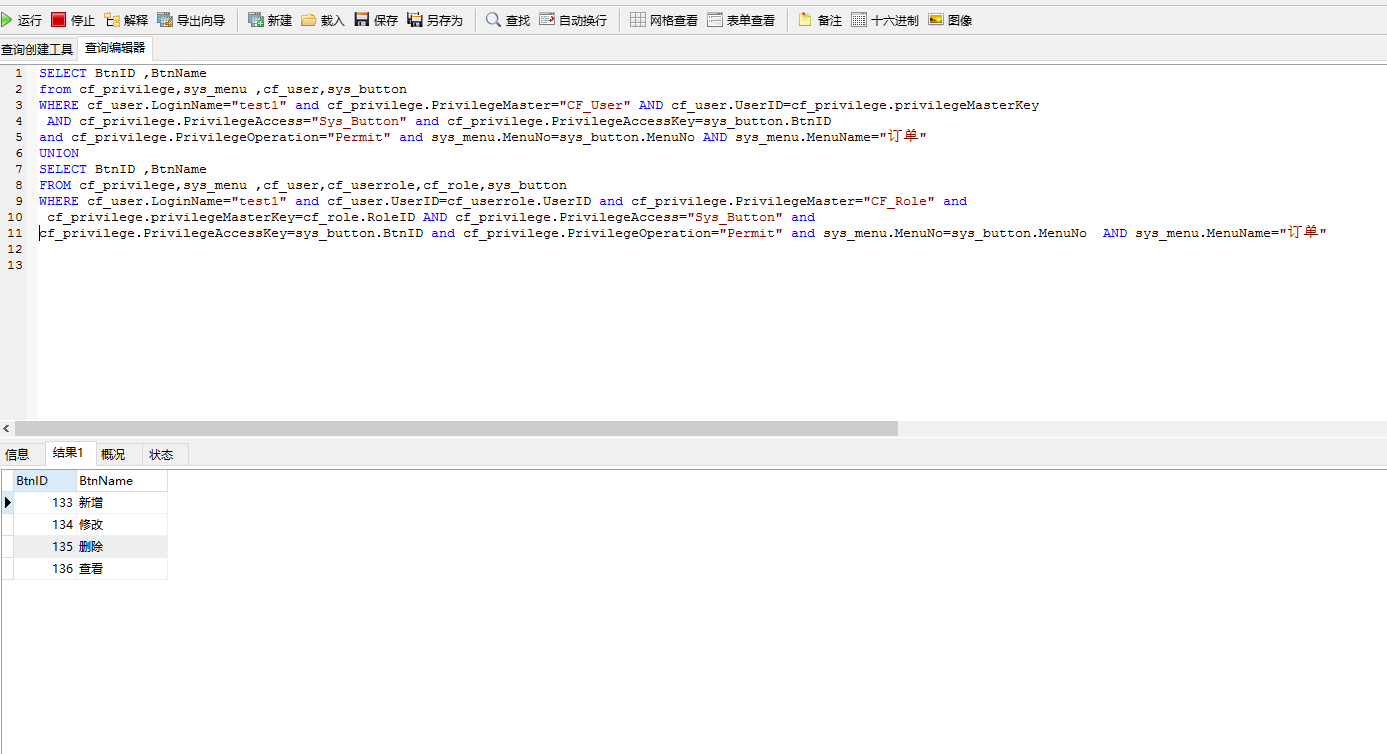 运行 停止 解释 导出向导 新建 载入 保存 另存为 查找 自动换行 网格查看 表单查看 备注 十六进制 图像
查询创建工具 查询编辑器
1 SELECT BtnID ,BtnName
2 from cf_privilege,sys_menu ,cf_user,sys_button
3 WHERE cf_user.LoginName="test1" and cf_privilege.PrivilegeMaster="CF_User" AND cf_user.UserID=cf_privilege.privilegeMasterKey
4 AND cf_privilege.PrivilegeAccess="Sys_Button" and cf_privilege.PrivilegeAccessKey=sys_button.BtnID
5 and cf_privilege.PrivilegeOperation="Permit" and sys_menu.MenuNo=sys_button.MenuNo AND sys_menu.MenuName="订单"
6 UNION
7 SELECT BtnID ,BtnName
8 FROM cf_privilege,sys_menu ,cf_user,cf_userrole,cf_role,sys_button
9 WHERE cf_user.LoginName="test1" and cf_user.UserID=cf_userrole.UserID and cf_privilege.PrivilegeMaster="CF_Role" and
10 cf_privilege.privilegeMasterKey=cf_role.RoleID AND cf_privilege.PrivilegeAccess="Sys_Button" and
11 cf_privilege.PrivilegeAccessKey=sys_button.BtnID and cf_privilege.PrivilegeOperation="Permit" and sys_menu.MenuNo=sys_button.MenuNo  AND sys_menu.MenuName="订单"
12
13
信息 结果1 概况 状态
BtnID BtnName
133 新增
134 修改
135 删除
136 查看